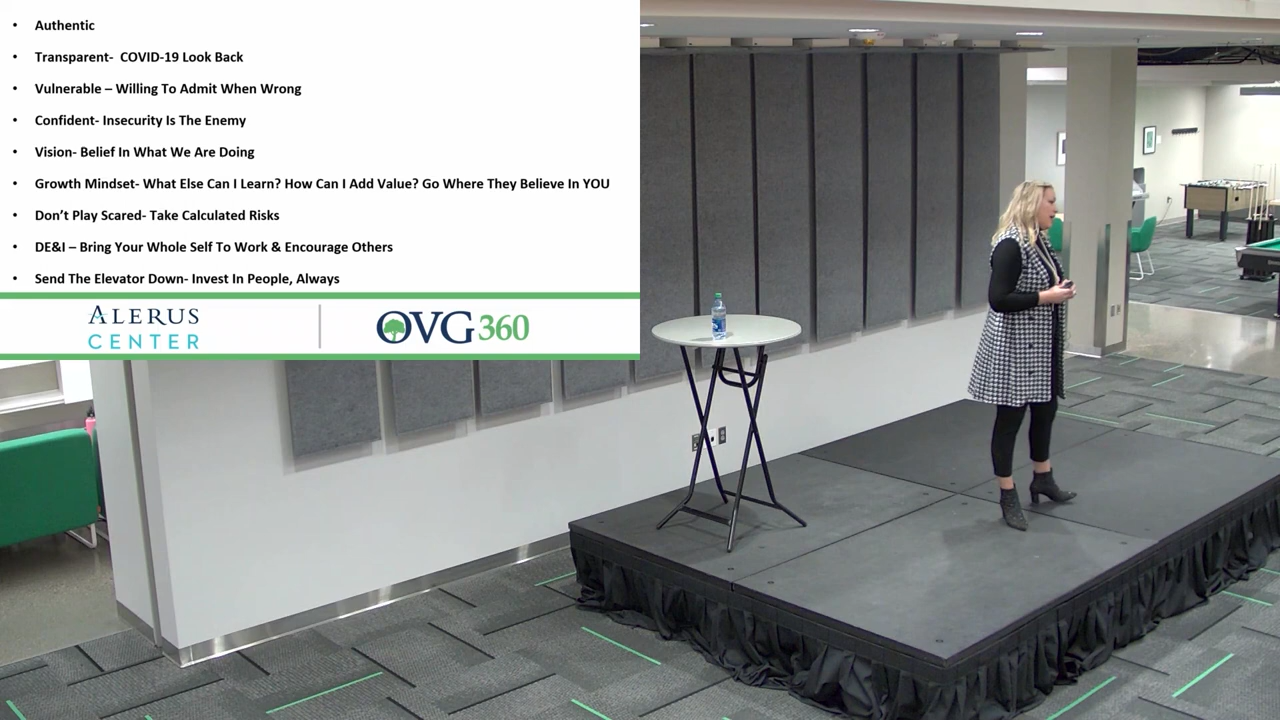 • Authentic
• Transparent-  COVID-19 Look Back
• Vulnerable – Willing To Admit When Wrong
• Confident- Insecurity Is The Enemy
• Vision- Belief In What We Are Doing
• Growth Mindset- What Else Can I Learn? How Can I Add Value? Go Where They Believe In YOU
• Don’t Play Scared- Take Calculated Risks
• DE&I – Bring Your Whole Self To Work & Encourage Others
• Send The Elevator Down- Invest In People, Always
ALERUS
CENTER
OVG360